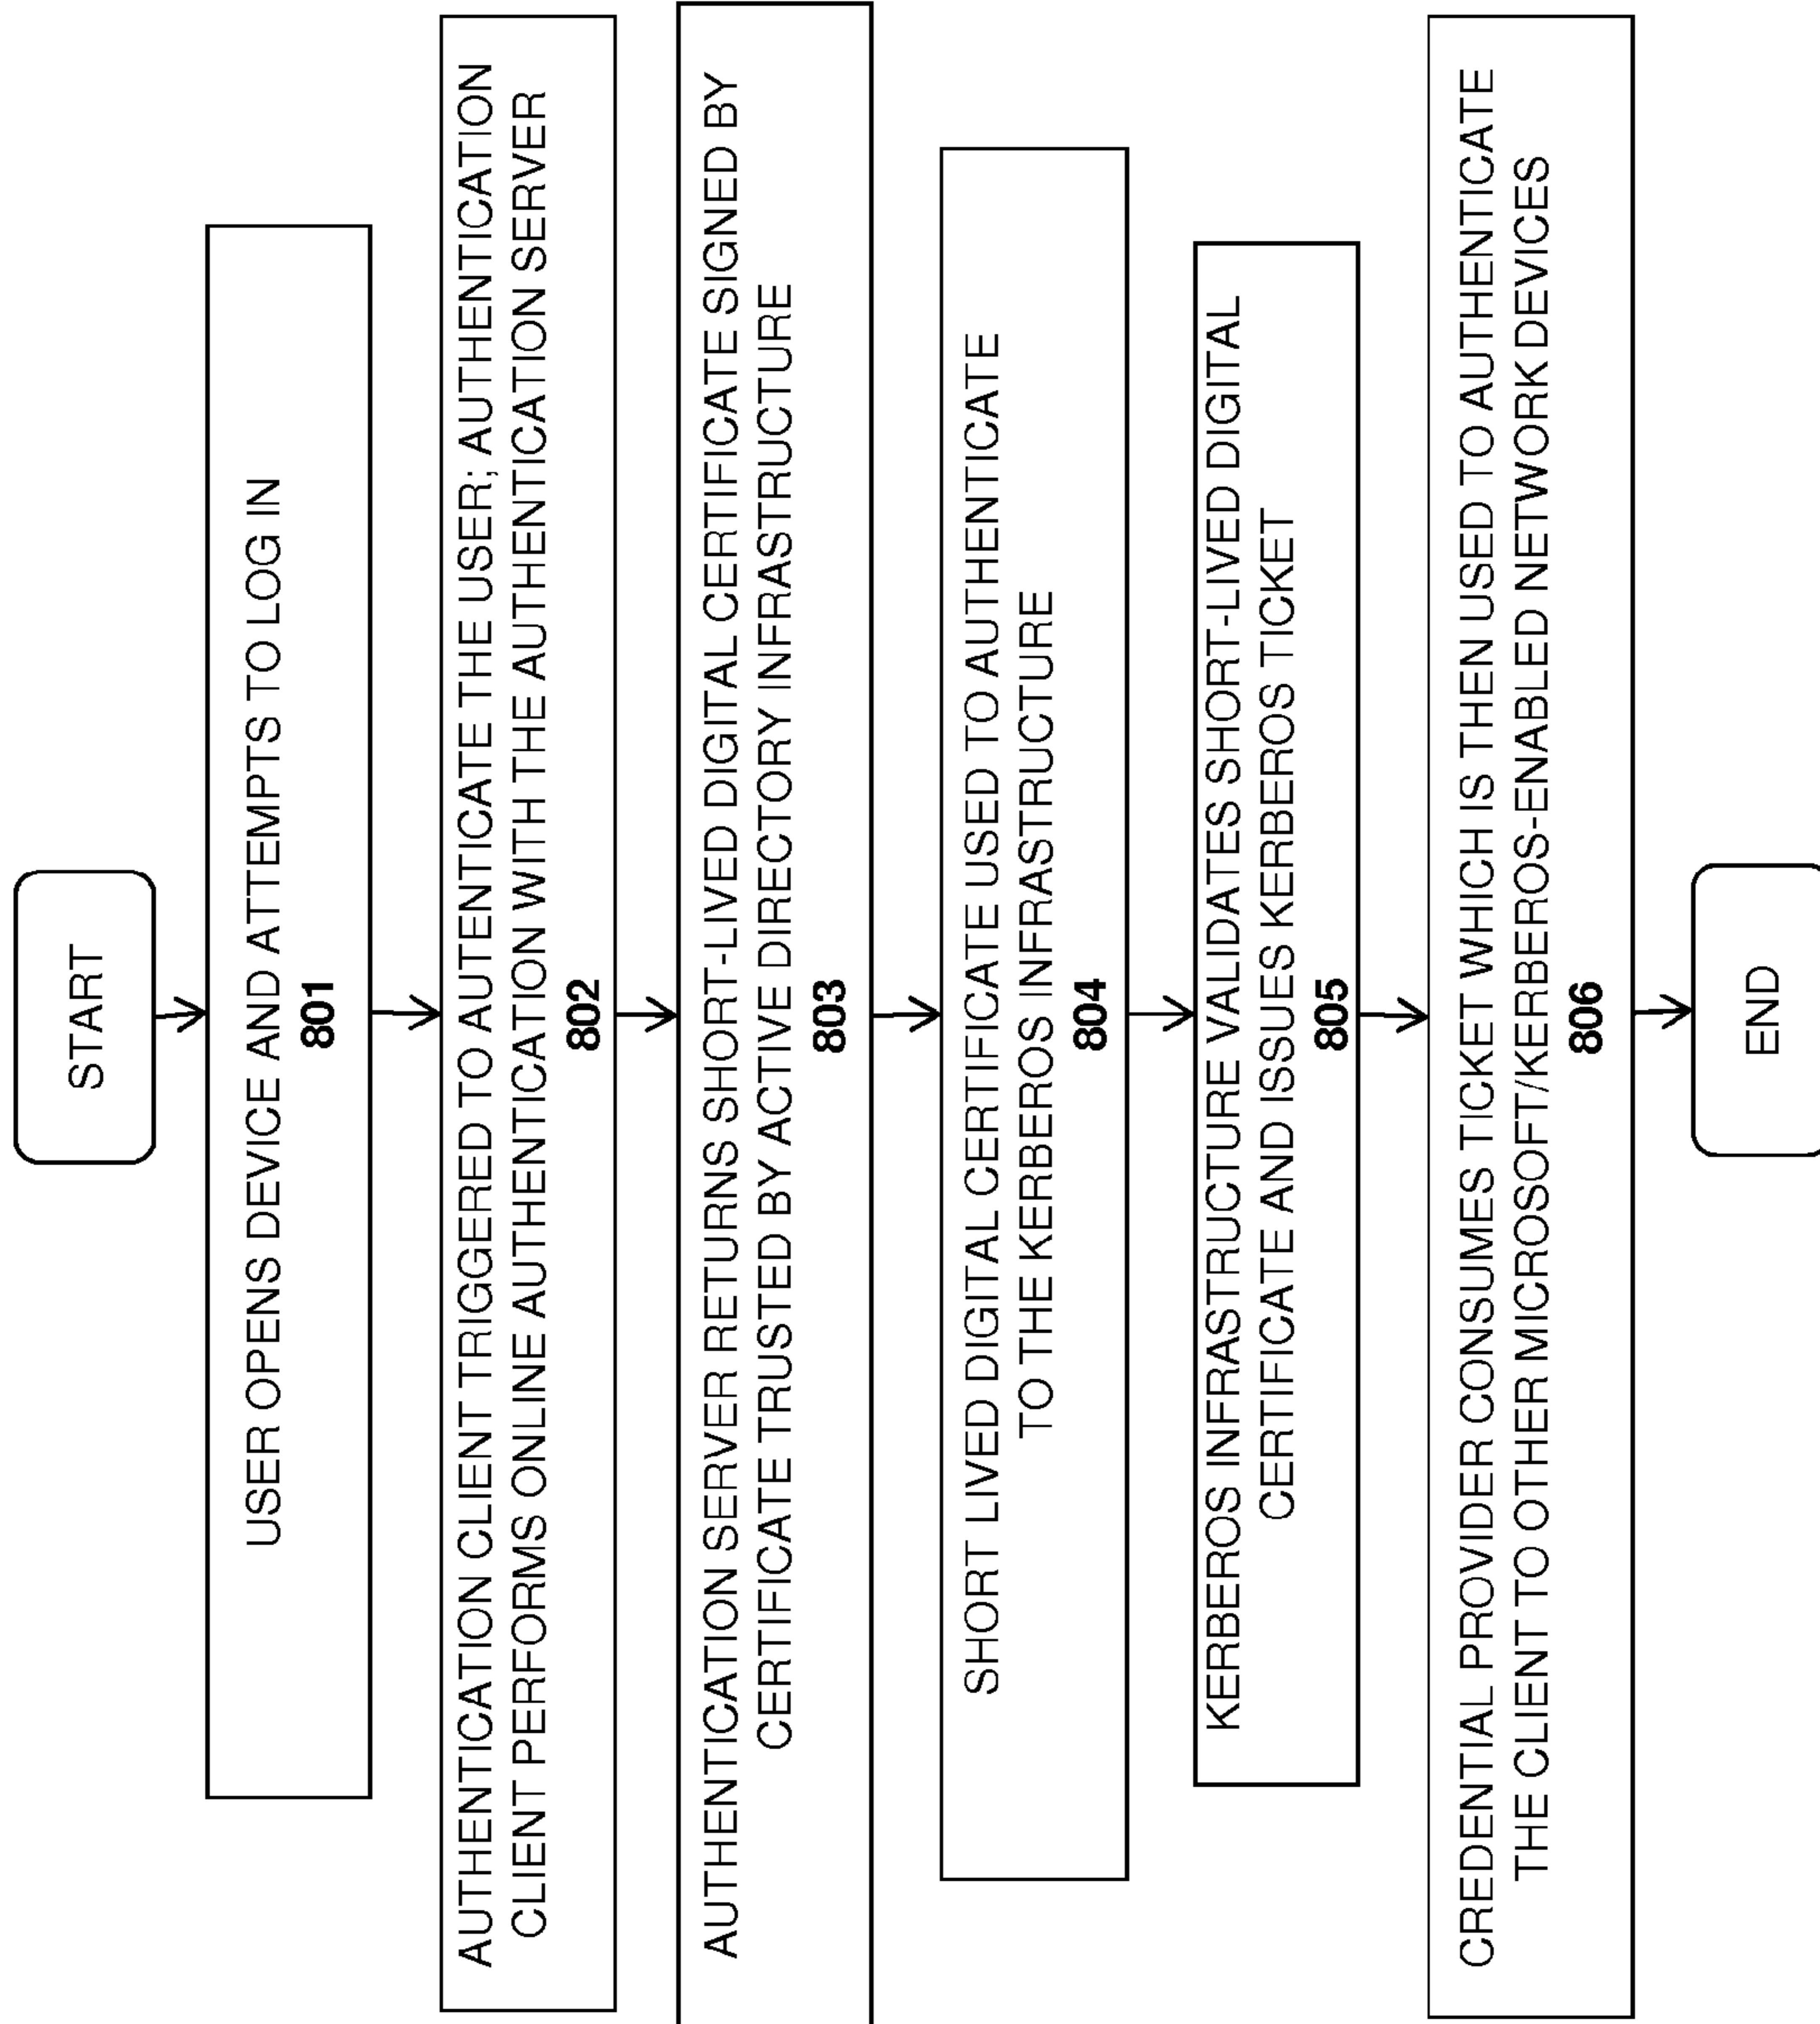 START
USER OPENS DEVICE AND ATTEMPTS TO LOG IN
801
AUTHENTICATION CLIENT TRIGGERED TO AUTENTICATE THE USER; AUTHENTICATION
CLIENT PERFORMS ONLINE AUTHENTICATION WITH THE AUTHENTICATION SERVER
802
AUTHENTICATION SERVER RETURNS SHORT-LIVED DIGITAL CERTIFICATE SIGNED BY
CERTIFICATE TRUSTED BY ACTIVE DIRECTORY INFRASTRUCTURE
803
SHORT LIVED DIGITAL CERTIFICATE USED TO AUTHENTICATE
TO THE KERBEROS INFRASTRUCTURE
804
KERBEROS INFRASTRUCTURE VALIDATES SHORT-LIVED DIGITAL
CERTIFICATE AND ISSUES KERBEROS TICKET
805
CREDENTIAL PROVIDER CONSUMES TICKET WHICH IS THEN USED TO AUTHENTICATE
THE CLIENT TO OTHER MICROSOFT/KERBEROS-ENABLED NETWORK DEVICES
806
END